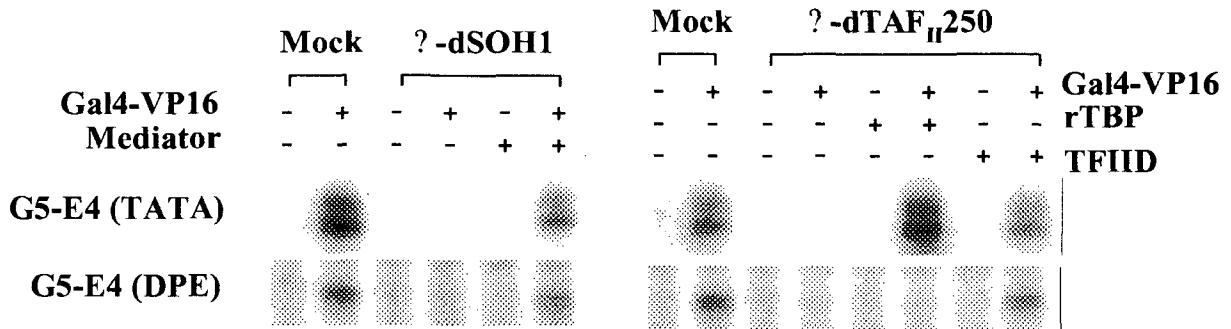 Mock ? -dSOH1
Gal4-VP16 - + - + - +
Mediator - - - - + +
G5-E4 (TATA)
G5-E4 (DPE)
Mock ? -dTAFII250
- + - + - + - + Gal4-VP16
- - - - + + - - rTBP
- - - - - - + + TFIID